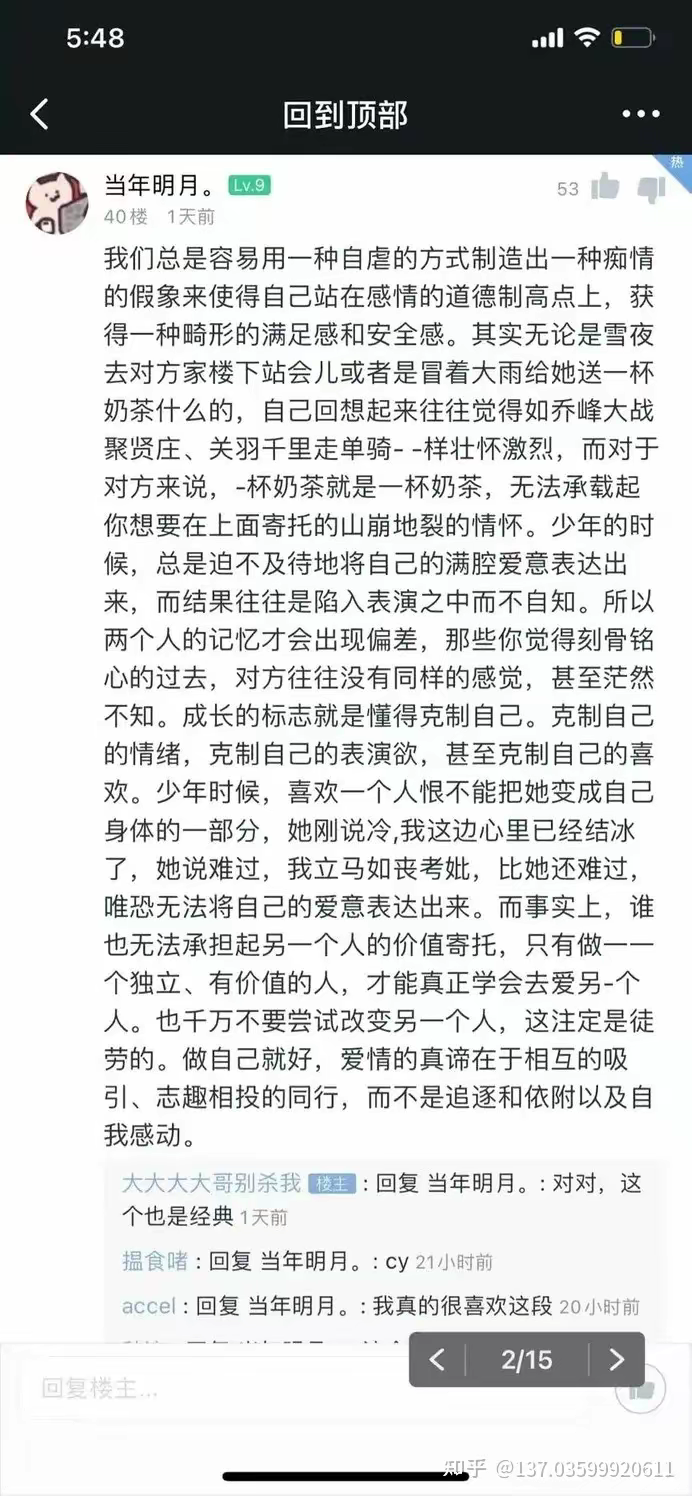 5:48
回到顶部
热
当年明月。 Lv.9
53
40楼 1天前
我们总是容易用一种自虐的方式制造出一种痴情
的假象来使得自己站在感情的道德制高点上，获
得一种畸形的满足感和安全感。其实无论是雪夜
去对方家楼下站会儿或者是冒着大雨给她送一杯
奶茶什么的，自己回想起来往往觉得如乔峰大战
聚贤庄、关羽千里走单骑- -样壮怀激烈，而对于
对方来说，-杯奶茶就是一杯奶茶，无法承载起
你想要在上面寄托的山崩地裂的情怀。少年的时
候，总是迫不及待地将自己的满腔爱意表达出
来，而结果往往是陷入表演之中而不自知。所以
两个人的记忆才会出现偏差，那些你觉得刻骨铭
心的过去，对方往往没有同样的感觉，甚至茫然
不知。成长的标志就是懂得克制自己。克制自己
的情绪，克制自己的表演欲，甚至克制自己的喜
欢。少年时候，喜欢一个人恨不能把她变成自己
身体的一部分，她刚说冷,我这边心里已经结冰
了，她说难过，我立马如丧考妣，比她还难过，
唯恐无法将自己的爱意表达出来。而事实上，谁
也无法承担起另一个人的价值寄托，只有做一一
个独立、有价值的人，才能真正学会去爱另-个
人。也千万不要尝试改变另一个人，这注定是徒
劳的。做自己就好，爱情的真谛在于相互的吸
引、志趣相投的同行，而不是追逐和依附以及自
我感动。
大大大大哥别杀我 楼主 : 回复 当年明月。: 对对，这
个也是经典 1天前
揾食啫 : 回复 当年明月。: cy 21小时前
accel : 回复 当年明月。: 我真的很喜欢这段 20小时前
2/15
回复楼主...
知乎 @137.03599920611